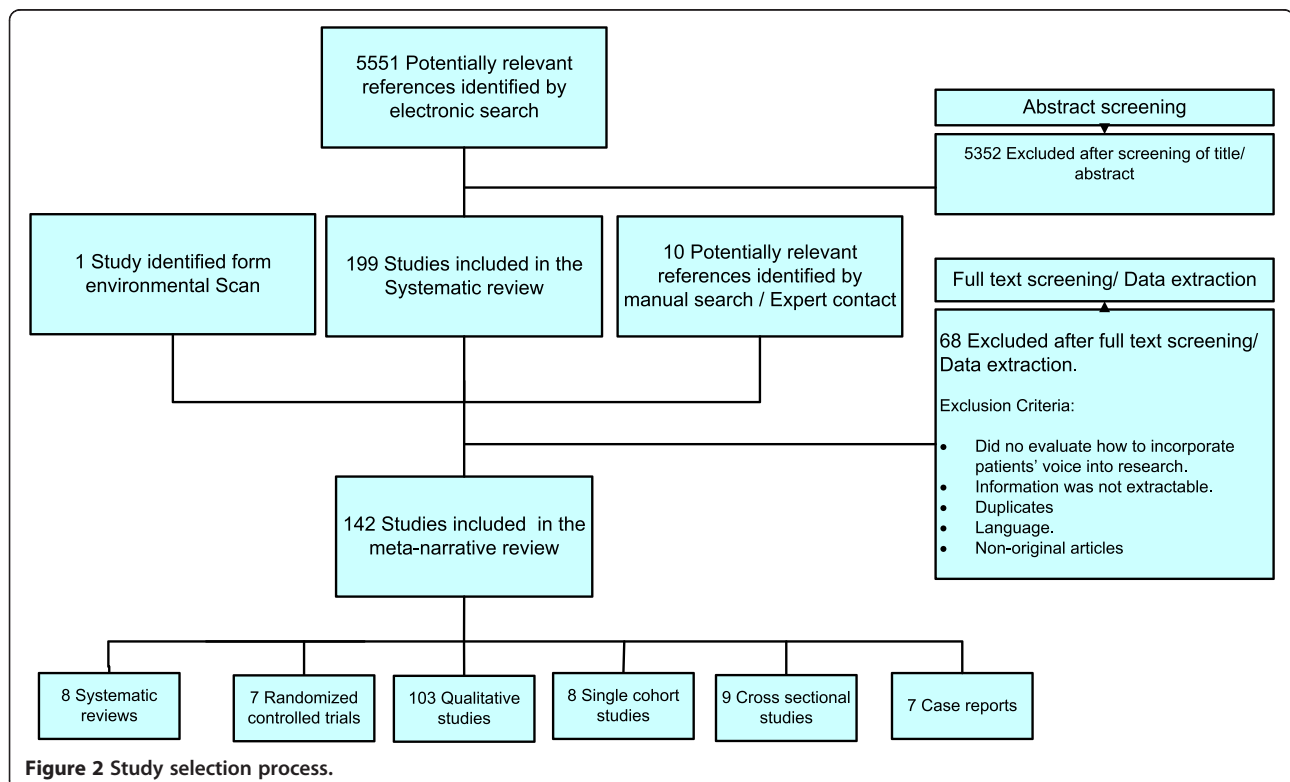 5551 Potentially relevant
references identified by
electronic search
Abstract screening
5352 Excluded after screening of title/
abstract
1 Study identified form
environmental Scan
199 Studies included in the
Systematic review
10 Potentially relevant
references identified by
manual search / Expert contact
Full text screening/ Data extraction
68 Excluded after full text screening/
Data extraction.
Exclusion Criteria:
• Did no evaluate how to incorporate
patients’ voice into research.
• Information was not extractable.
• Duplicates
• Language.
• Non-original articles
142 Studies included in the
meta-narrative review
8 Systematic
reviews
7 Randomized
controlled trials
103 Qualitative
studies
8 Single cohort
studies
9 Cross sectional
studies
7 Case reports
Figure 2 Study selection process.